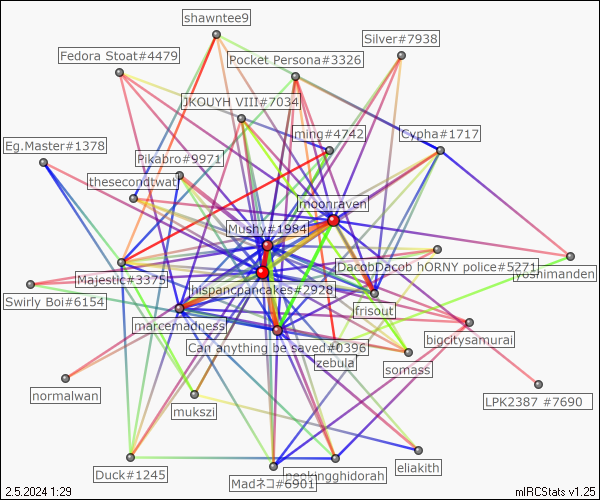 shawntee9
Silver#7938
Fedora Stoat#4479
Pocket Persona#3326
JKOUYH VIII#7034
ming#4742
Cypha#1717
Eg.Master#1378
Pikabro#9971
thesecondtwat
moonraven
Mushy#1984
DacobDacob hORNY police#5271
yoshimanden
Majestic#3375
hispancpancakes#2928
Swirly Boi#6154
frisout
marcemadness
bigcitysamurai
Can anything be saved#0396
zebula
somass
normalwan
LPK2387 #7690
mukszi
eliakith
Duck#1245
neokingghidorah
Madネコ#6901
2.5.2024 1:29
mIRCStats v1.25